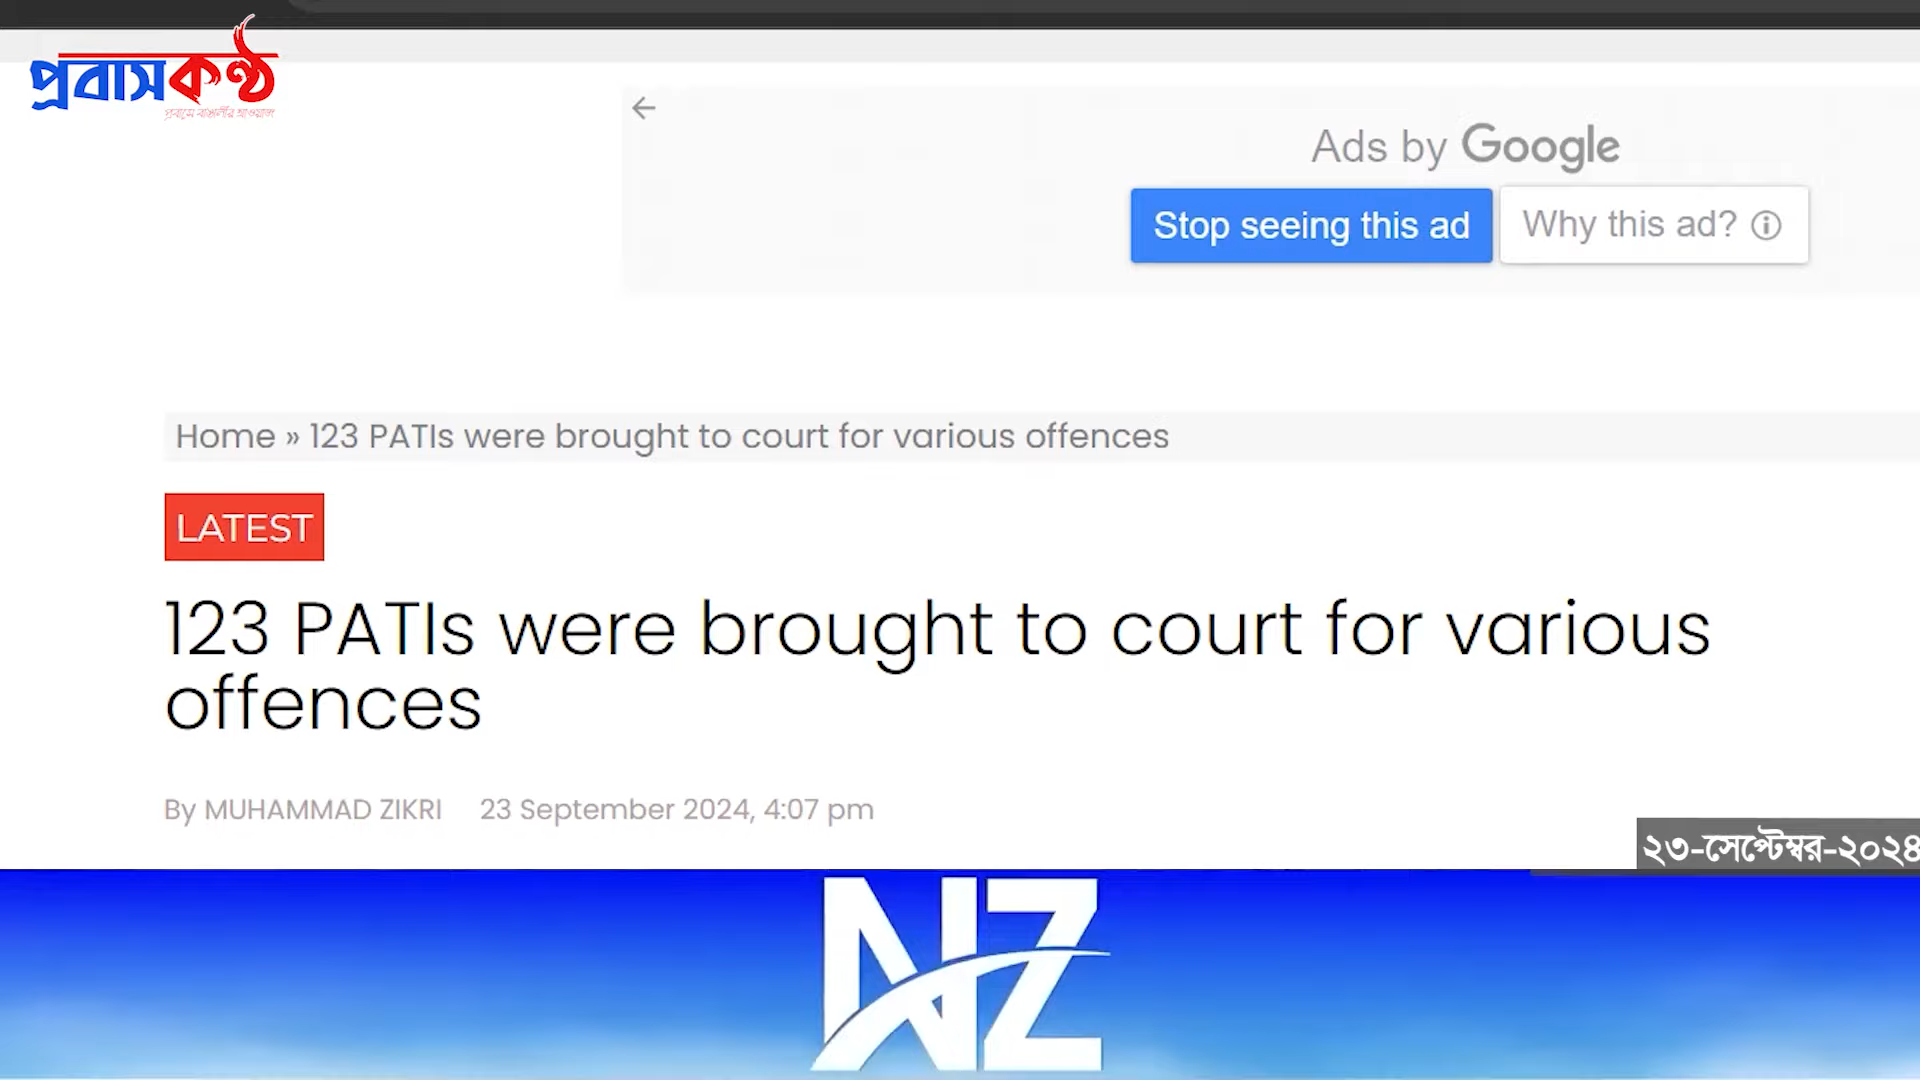 প্রবাসকণ্ঠ
প্রবাসে বাঙালির আওয়াজ
Ads by Google
Stop seeing this ad
Why this ad?
Home » 123 PATIs were brought to court for various offences
LATEST
123 PATIs were brought to court for various
offences
By MUHAMMAD ZIKRI 23 September 2024, 4:07 pm
২৩-সেপ্টেম্বর-২০২৪
NZ